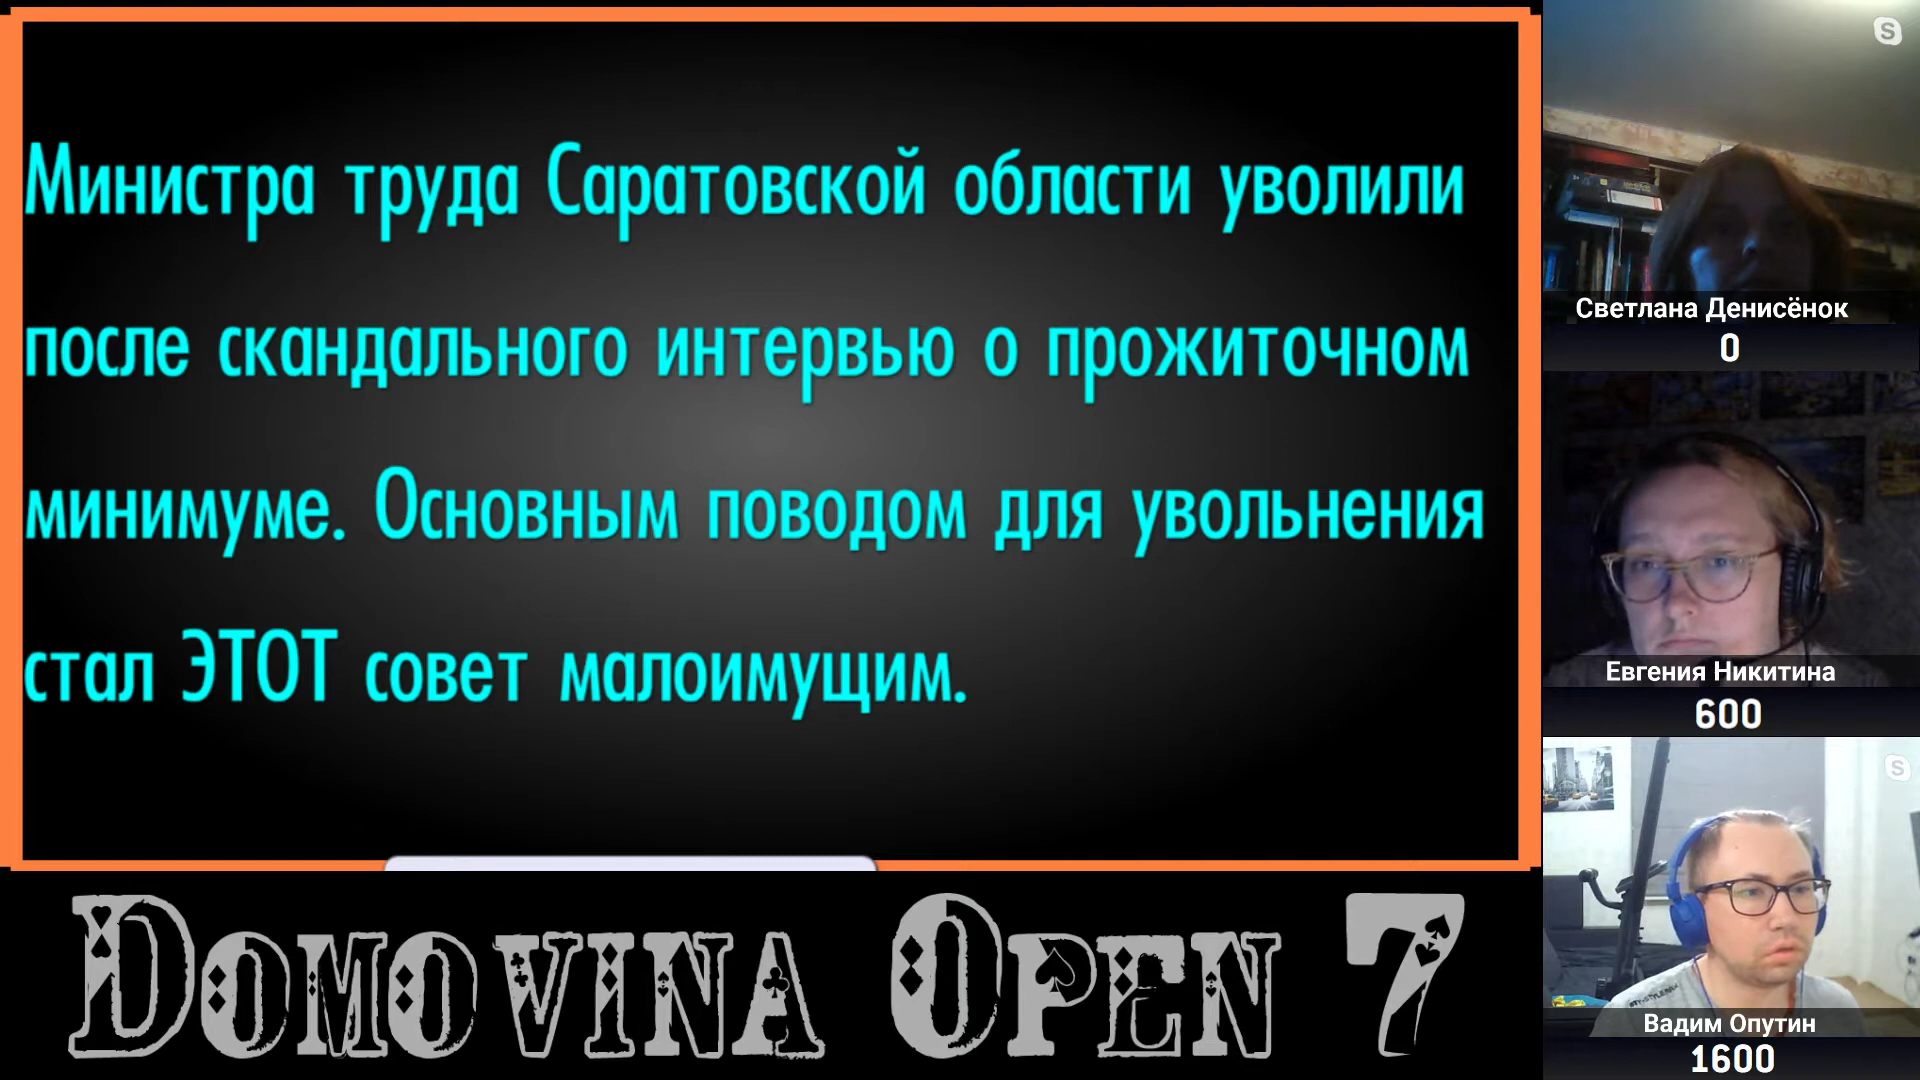 Министра труда Саратовской области уволили
после скандального интервью о прожиточном
минимуме. Основным поводом для увольнения
стал ЭТОТ совет малоимущим.
Светлана Денисёнок
0
Евгения Никитина
600
Вадим Опутин
1600
DOMOVINA OPEN 7